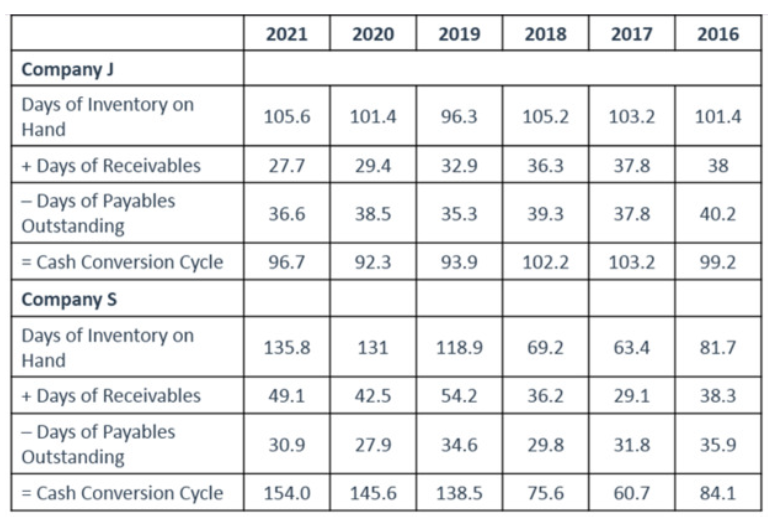 2021 2020 2019 2018 2017 2016
Company J
Days of Inventory on
Hand 105.6 101.4 96.3 105.2 103.2 101.4
+ Days of Receivables 27.7 29.4 32.9 36.3 37.8 38
– Days of Payables
Outstanding 36.6 38.5 35.3 39.3 37.8 40.2
= Cash Conversion Cycle 96.7 92.3 93.9 102.2 103.2 99.2
Company S
Days of Inventory on
Hand 135.8 131 118.9 69.2 63.4 81.7
+ Days of Receivables 49.1 42.5 54.2 36.2 29.1 38.3
– Days of Payables
Outstanding 30.9 27.9 34.6 29.8 31.8 35.9
= Cash Conversion Cycle 154.0 145.6 138.5 75.6 60.7 84.1